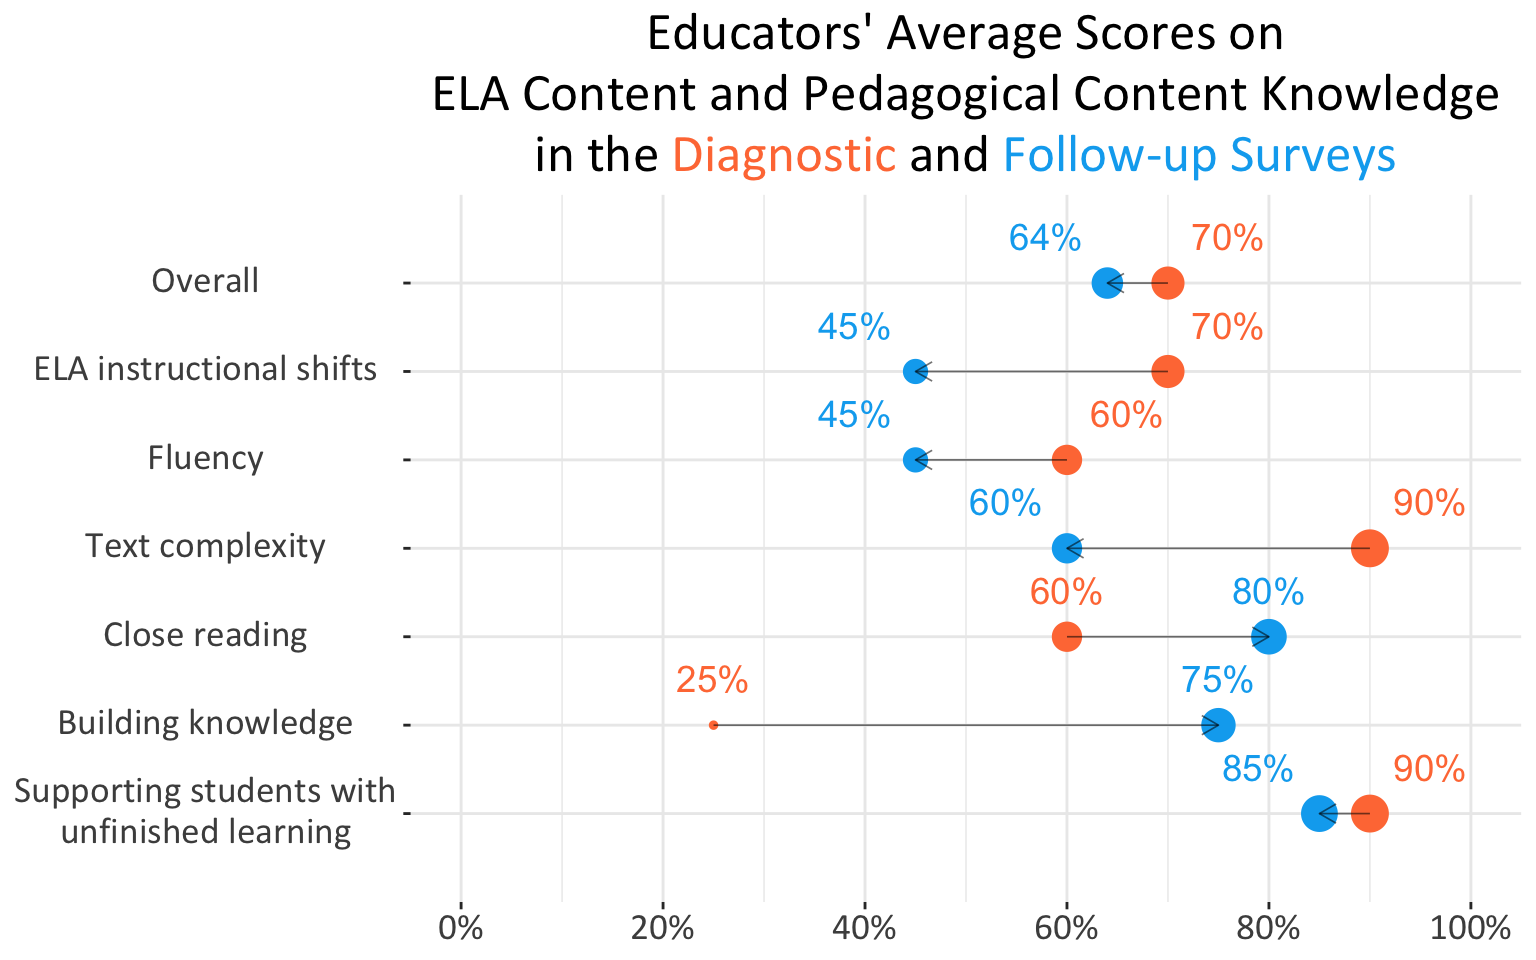 Educators' Average Scores on
ELA Content and Pedagogical Content Knowledge
in the Diagnostic and Follow-up Surveys
64% 70%
Overall
45% 70%
ELA instructional shifts
45% 60%
Fluency
60% 90%
Text complexity
60% 80%
Close reading
25% 75%
Building knowledge
85% 90%
Supporting students with
unfinished learning
0% 20% 40% 60% 80% 100%